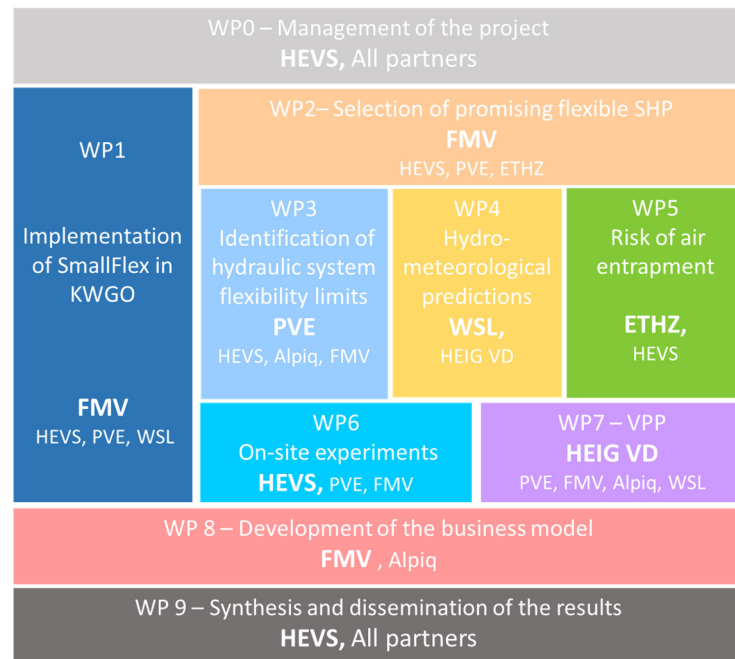 WP0 – Management of the project
HEVS, All partners
WP1
Implementation
of SmallFlex in
KWGO
FMV
HEVS, PVE, WSL
WP2– Selection of promising flexible SHP
FMV
HEVS, PVE, ETHZ
WP3
Identification of
hydraulic system
flexibility limits
PVE
HEVS, Alpiq, FMV
WP4
Hydro-
meteorological
predictions
WSL,
HEIG VD
WP5
Risk of air
entrapment
ETHZ,
HEVS
WP6
On-site experiments
HEVS, PVE, FMV
WP7 – VPP
HEIG VD
PVE, FMV, Alpiq, WSL
WP 8 – Development of the business model
FMV , Alpiq
WP 9 – Synthesis and dissemination of the results
HEVS, All partners